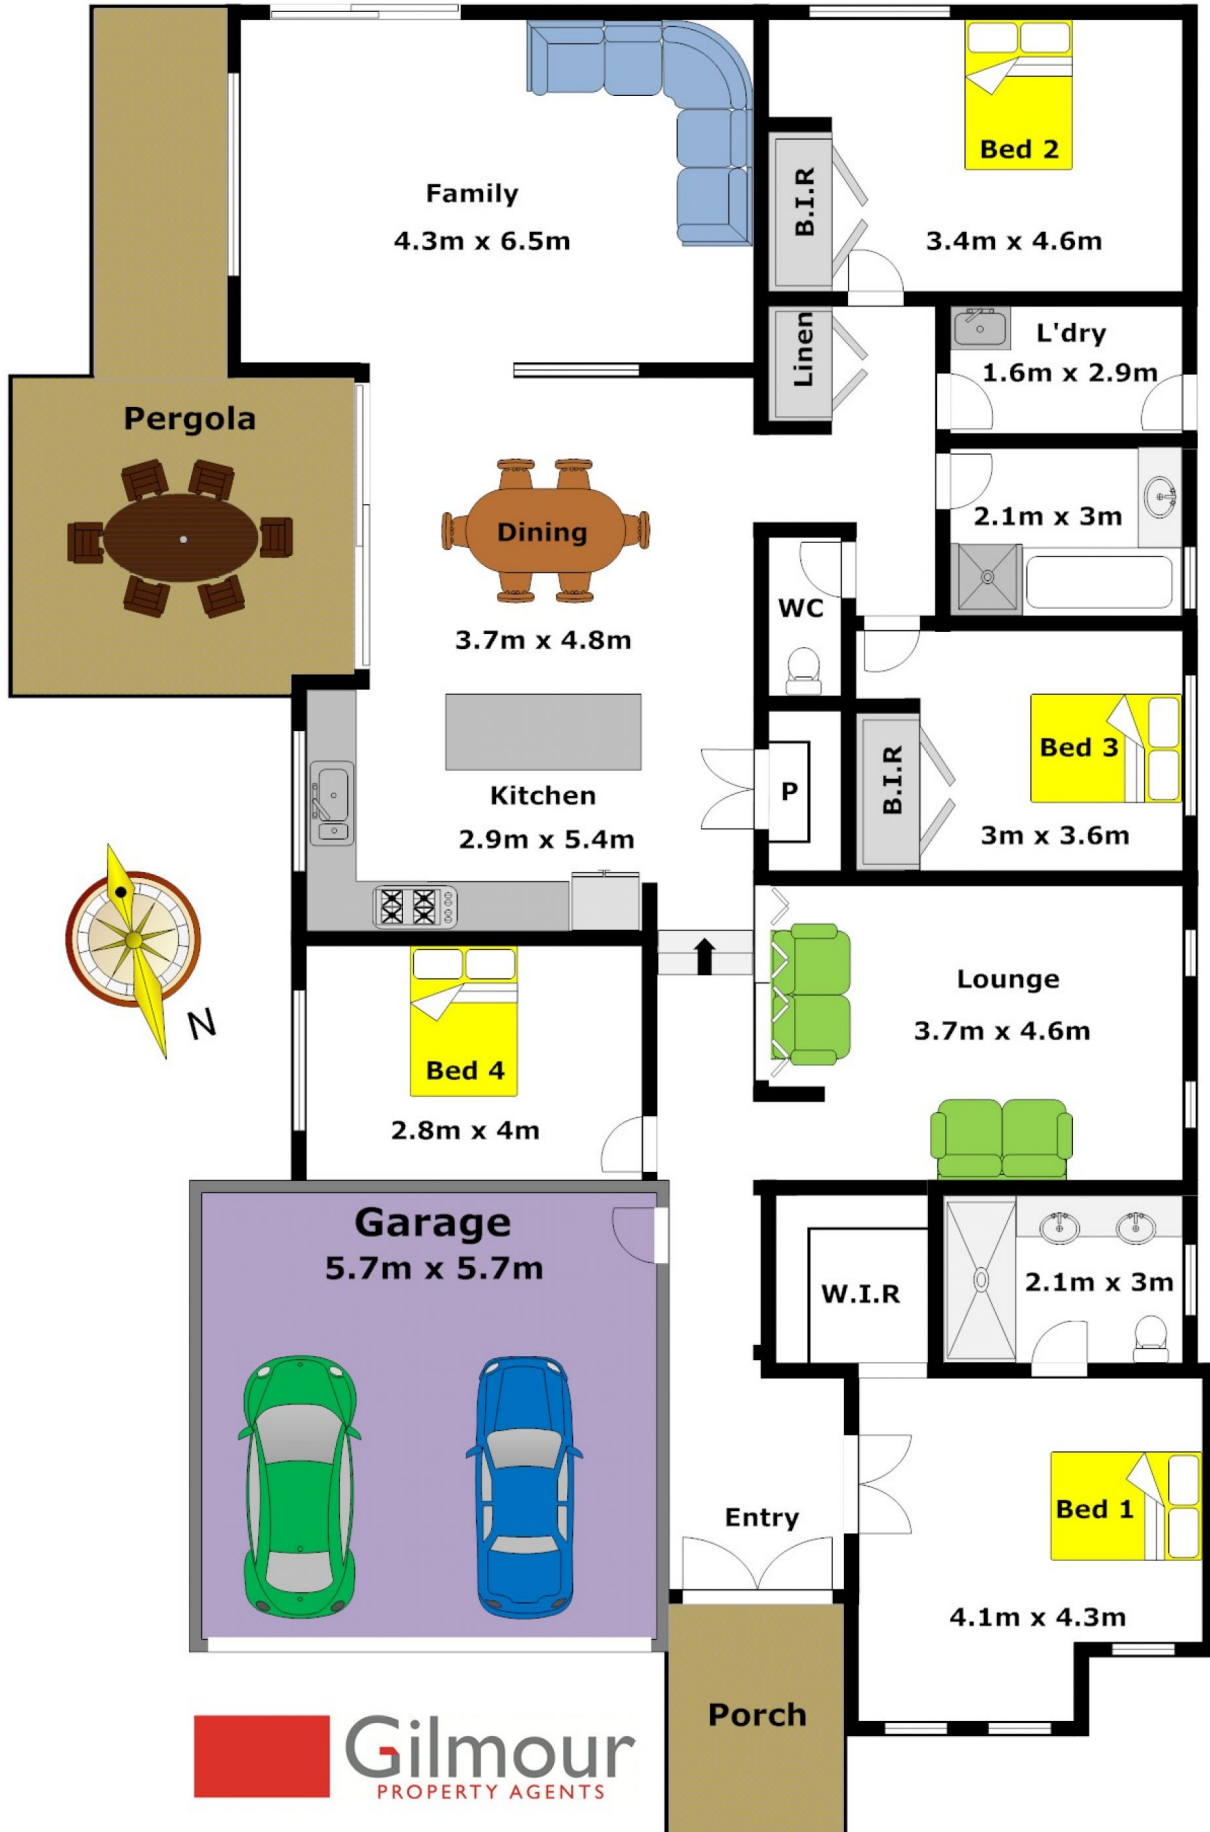 Family
4.3m x 6.5m
Bed 2
B.I.R
3.4m x 4.6m
Linen
L'dry
1.6m x 2.9m
Pergola
Dining
3.7m x 4.8m
2.1m x 3m
WC
Bed 3
B.I.R
3m x 3.6m
P
Kitchen
2.9m x 5.4m
N
Lounge
3.7m x 4.6m
Bed 4
2.8m x 4m
Garage
5.7m x 5.7m
W.I.R
2.1m x 3m
Entry
Bed 1
4.1m x 4.3m
Porch
Gilmour
PROPERTY AGENTS